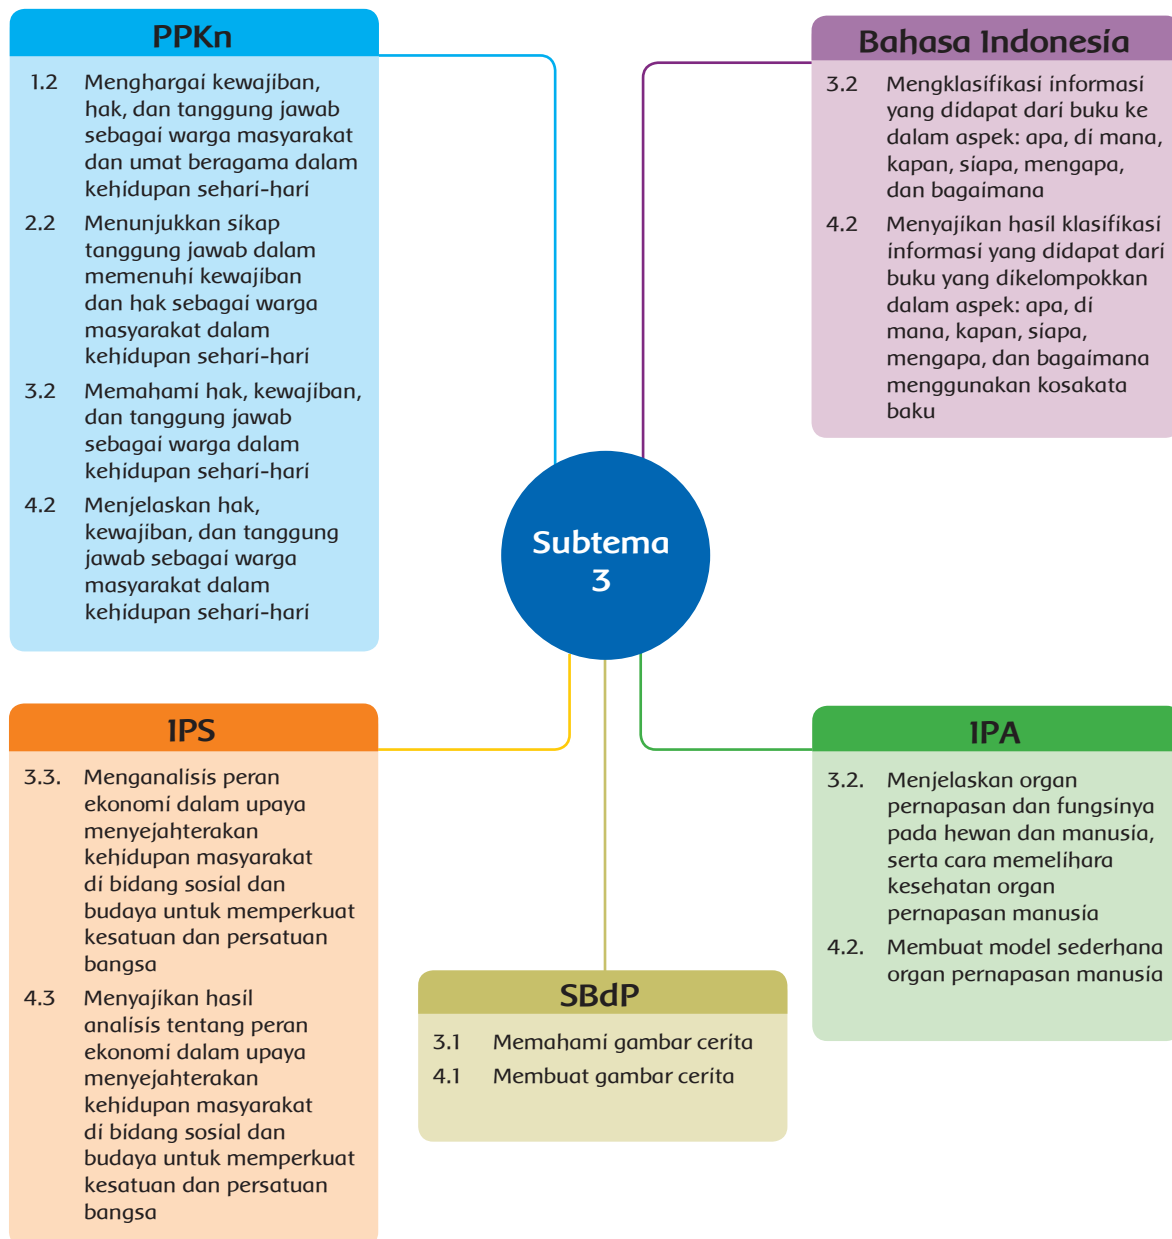 PPKn
1.2 Menghargai kewajiban,
hak, dan tanggung jawab
sebagai warga masyarakat
dan umat beragama dalam
kehidupan sehari-hari
2.2 Menunjukkan sikap
tanggung jawab dalam
memenuhi kewajiban
dan hak sebagai warga
masyarakat dalam
kehidupan sehari-hari
3.2 Memahami hak, kewajiban,
dan tanggung jawab
sebagai warga dalam
kehidupan sehari-hari
4.2 Menjelaskan hak,
kewajiban, dan tanggung
jawab sebagai warga
masyarakat dalam
kehidupan sehari-hari
Bahasa Indonesia
3.2 Mengklasifikasi informasi
yang didapat dari buku ke
dalam aspek: apa, di mana,
kapan, siapa, mengapa,
dan bagaimana
4.2 Menyajikan hasil klasifikasi
informasi yang didapat dari
buku yang dikelompokkan
dalam aspek: apa, di
mana, kapan, siapa,
mengapa, dan bagaimana
menggunakan kosakata
baku
Subtema
3
IPS
3.3. Menganalisis peran
ekonomi dalam upaya
menyejahterakan
kehidupan masyarakat
di bidang sosial dan
budaya untuk memperkuat
kesatuan dan persatuan
bangsa
4.3 Menyajikan hasil
analisis tentang peran
ekonomi dalam upaya
menyejahterakan
kehidupan masyarakat
di bidang sosial dan
budaya untuk memperkuat
kesatuan dan persatuan
bangsa
SBdP
3.1 Memahami gambar cerita
4.1 Membuat gambar cerita
IPA
3.2. Menjelaskan organ
pernapasan dan fungsinya
pada hewan dan manusia,
serta cara memelihara
kesehatan organ
pernapasan manusia
4.2. Membuat model sederhana
organ pernapasan manusia